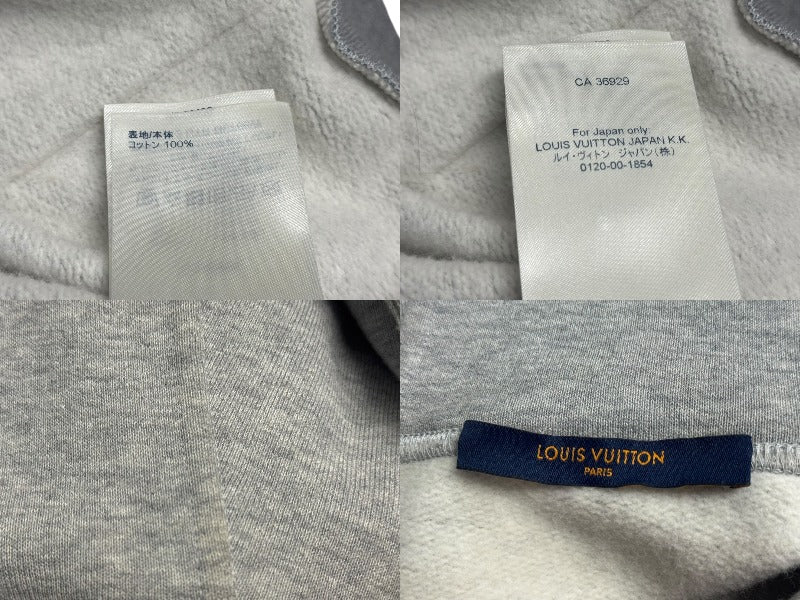 表地/本体
コットン 100%
CA 36929
For Japan only:
LOUIS VUITTON JAPAN K.K.
ルイ・ヴィトン ジャパン(株)
0120-00-1854
LOUIS VUITTON
PARIS